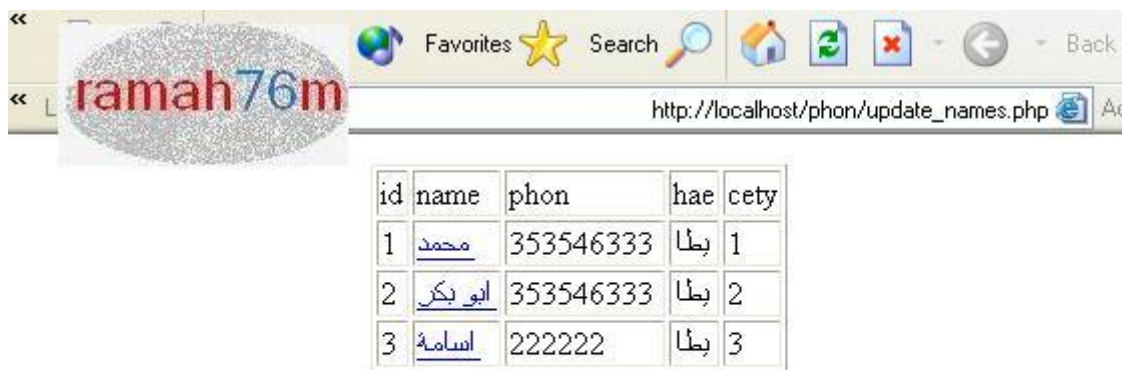 Favorites Search Back
ramah76m
http://localhost/phon/update_names.php
id name phon hae cety
1 محمد 353546333 بطا 1
2 ابو بكر 353546333 بطا 2
3 اسامة 222222 بطا 3